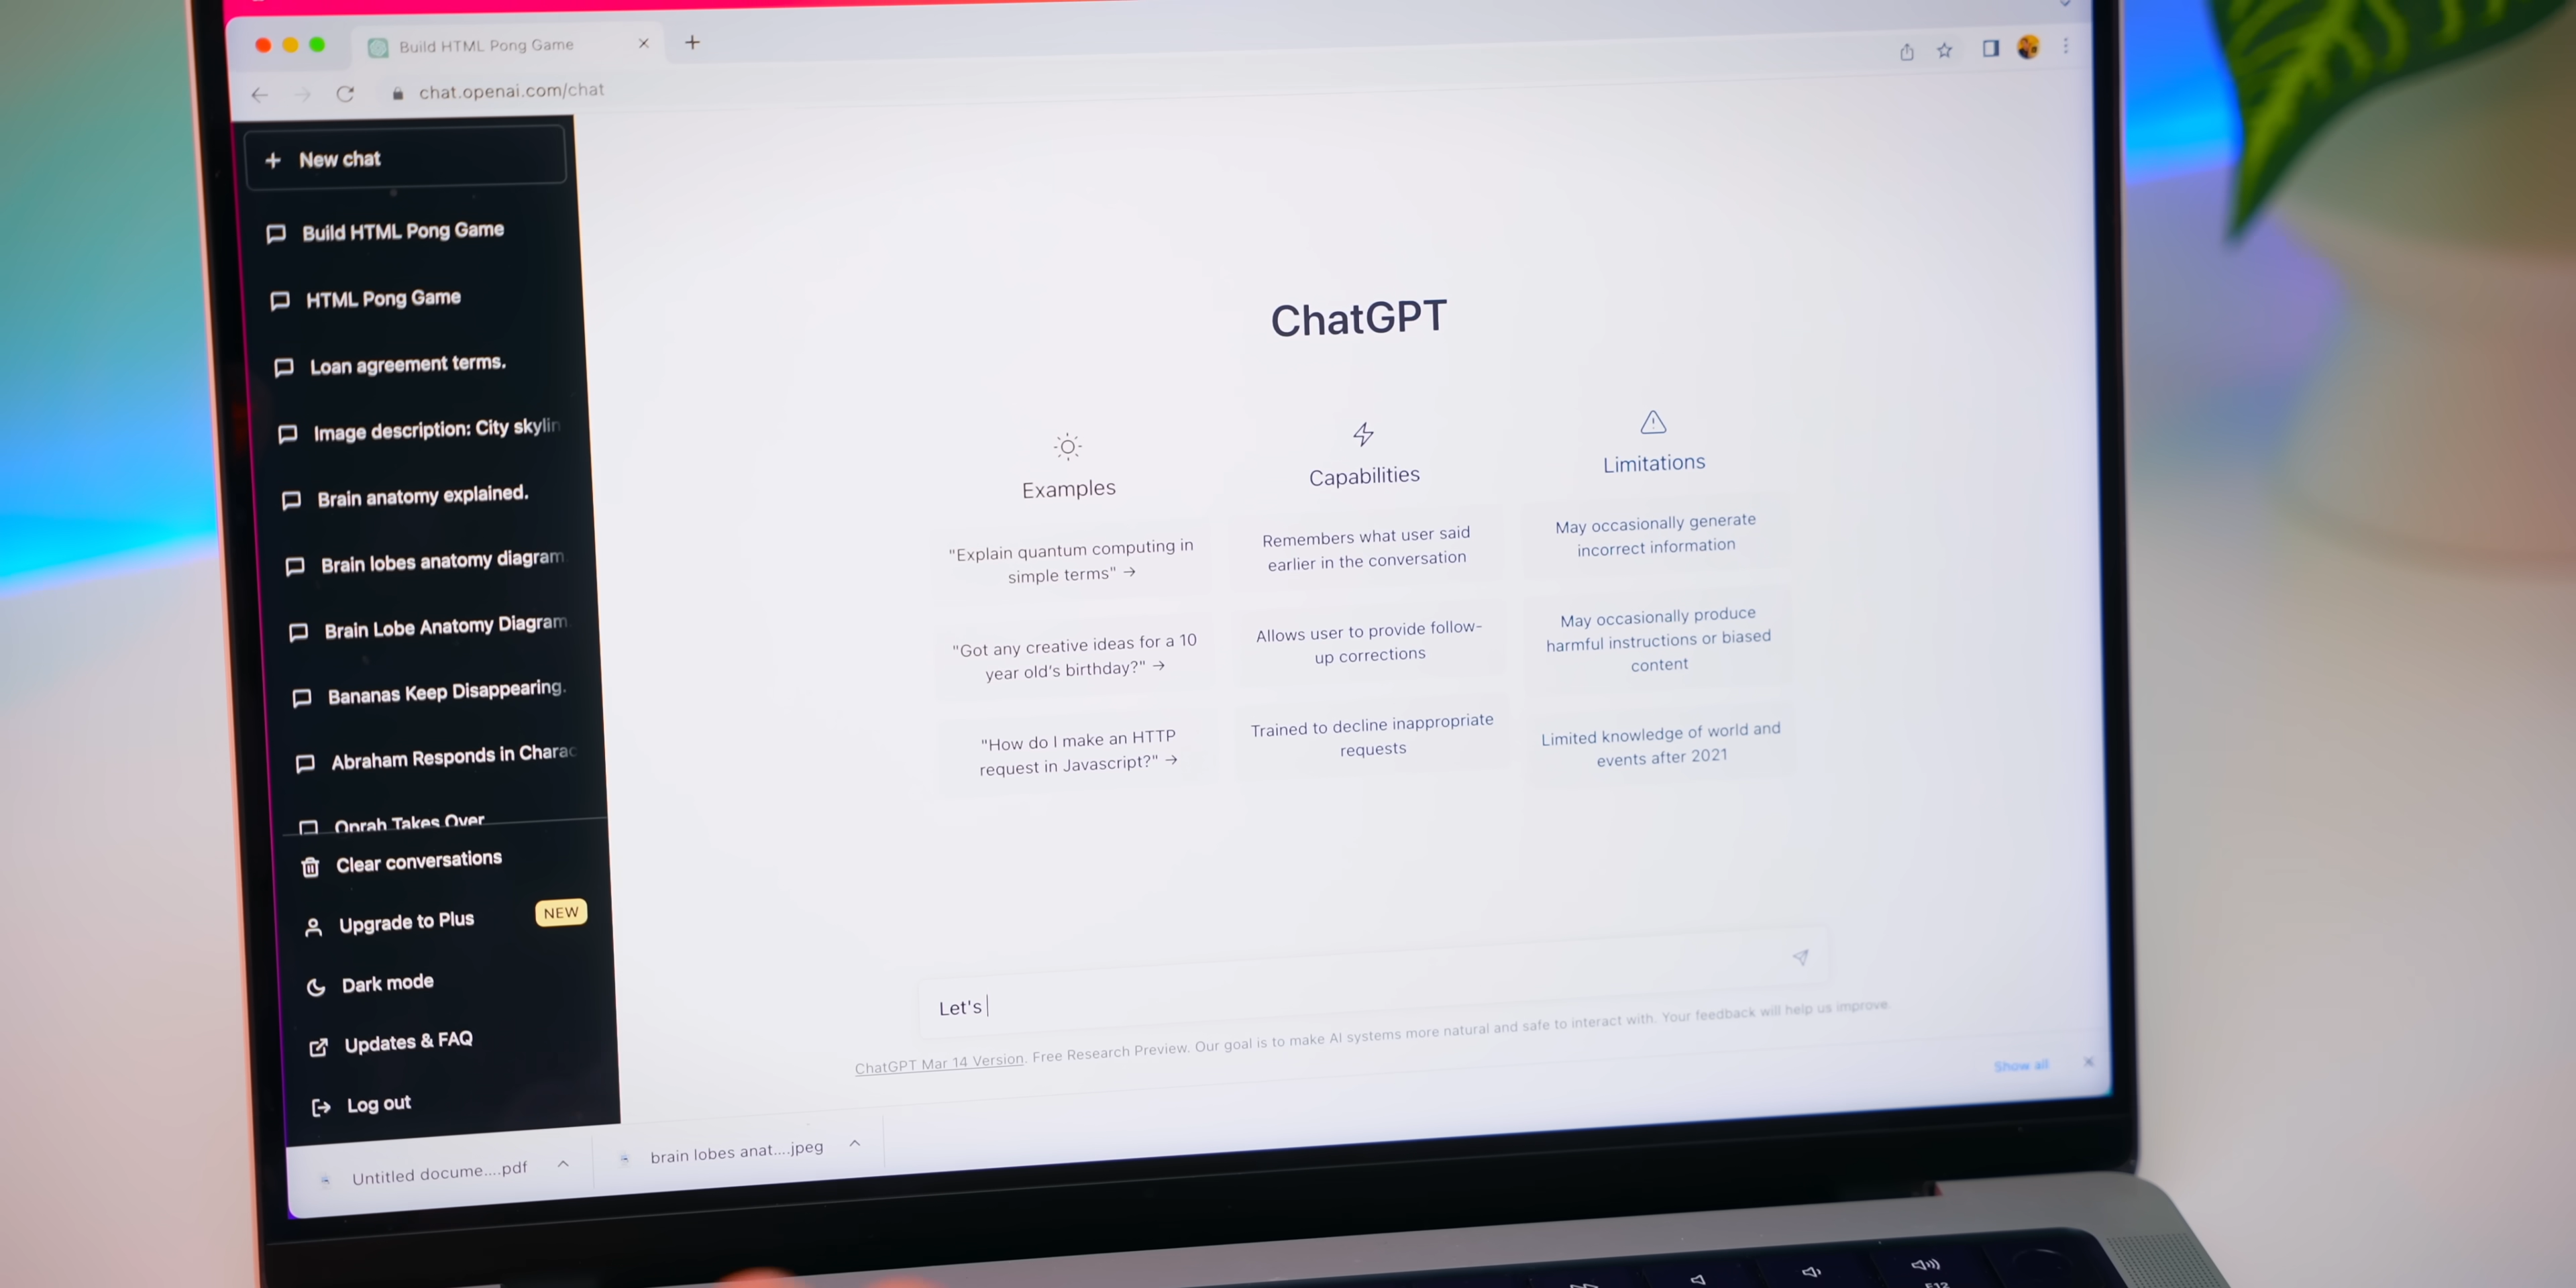 Build HTML Pong Game
chat.openai.com/chat
New chat
Build HTML Pong Game
HTML Pong Game
Loan agreement terms.
Image description: City skylin
Brain anatomy explained.
Brain lobes anatomy diagram
Brain Lobe Anatomy Diagram
Bananas Keep Disappearing.
Abraham Responds in Charac
Oprah Takes Over
Clear conversations
Upgrade to Plus NEW
Dark mode
Updates & FAQ
Log out
ChatGPT
Examples
"Explain quantum computing in
simple terms" →
"Got any creative ideas for a 10
year old's birthday?" →
"How do I make an HTTP
request in Javascript?" →
Capabilities
Remembers what user said
earlier in the conversation
Allows user to provide follow-
up corrections
Trained to decline inappropriate
requests
Limitations
May occasionally generate
incorrect information
May occasionally produce
harmful instructions or biased
content
Limited knowledge of world and
events after 2021
Let's
ChatGPT Mar 14 Version. Free Research Preview. Our goal is to make AI systems more natural and safe to interact with. Your feedback will help us improve.
Show all
Untitled docume....pdf
brain lobes anat....jpeg
F12